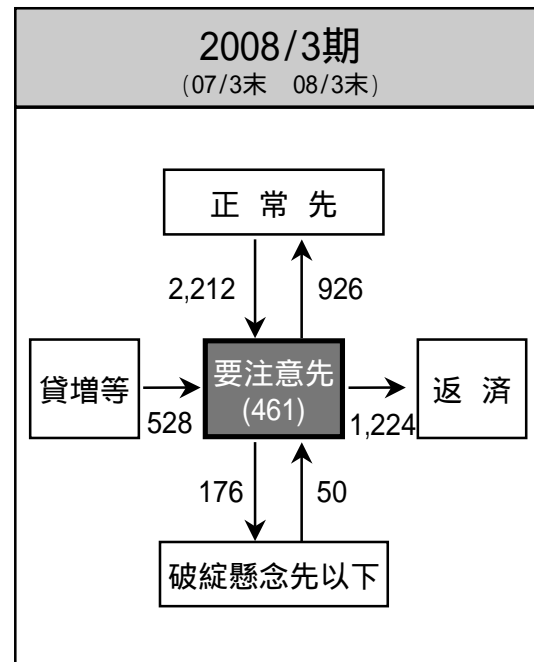 2008/3期
(07/3末 08/3末)
正 常 先
2,212
926
貸増等
528
要注意先
(461)
1,224
返 済
176
50
破綻懸念先以下